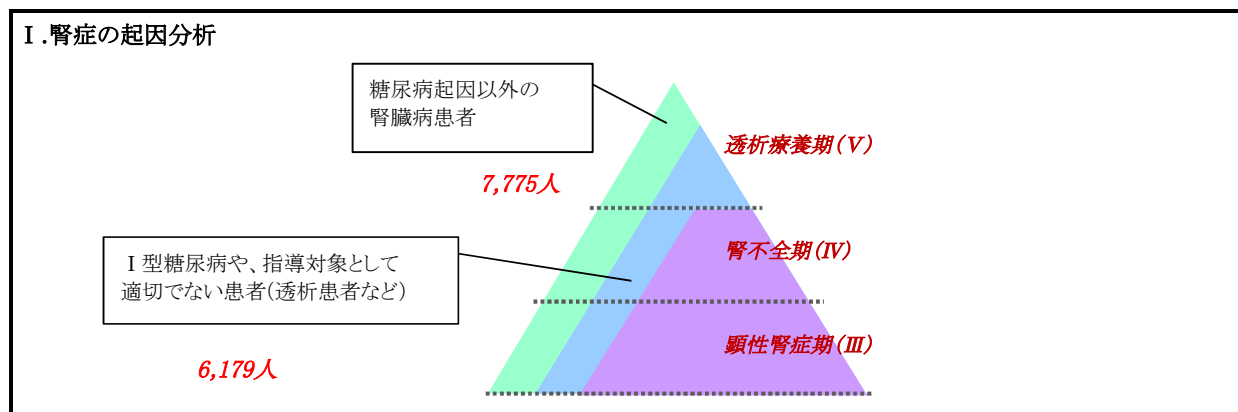 Ⅰ.腎症の起因分析
糖尿病起因以外の
腎臓病患者
透析療養期(Ⅴ)
7,775人
腎不全期(Ⅳ)
Ⅰ型糖尿病や、指導対象として
適切でない患者(透析患者など)
顕性腎症期(Ⅲ)
6,179人